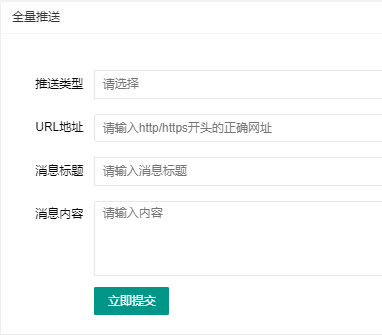 全量推送
推送类型 请选择
URL地址 请输入http/https开头的正确网址
消息标题 请输入消息标题
消息内容 请输入内容
立即提交